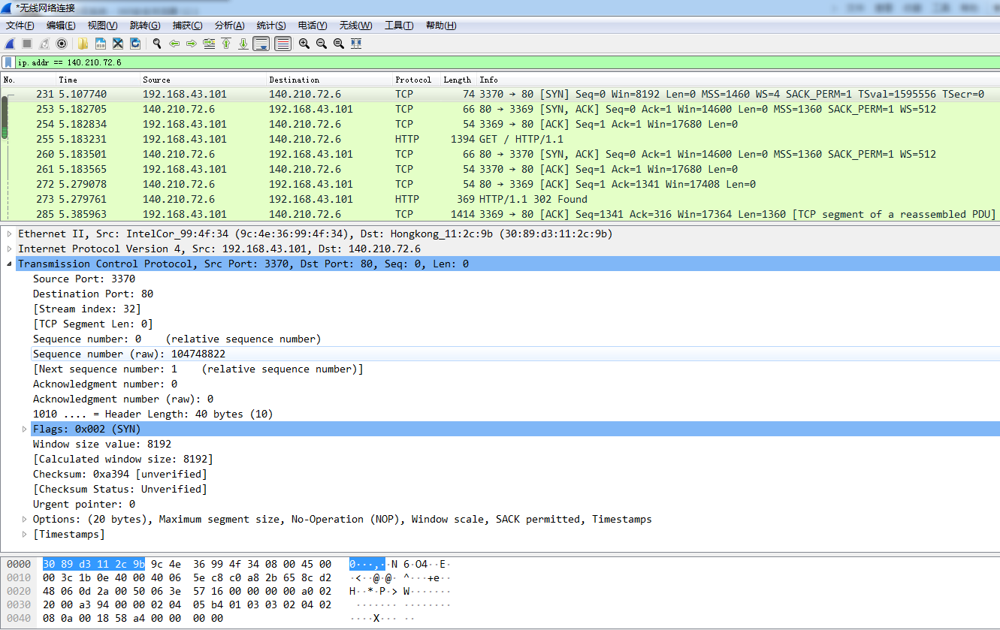 *无线网络连接
文件(F) 编辑(E) 视图(V) 跳转(G) 捕获(C) 分析(A) 统计(S) 电话(Y) 无线(W) 工具(T) 帮助(H)
ip.addr == 140.210.72.6
No. Time Source Destination Protocol Length Info
231 5.107740 192.168.43.101 140.210.72.6 TCP 74 3370 → 80 [SYN] Seq=0 Win=8192 Len=0 MSS=1460 WS=4 SACK_PERM=1 TSval=1595556 TSecr=0
253 5.182705 140.210.72.6 192.168.43.101 TCP 66 80 → 3369 [SYN, ACK] Seq=0 Ack=1 Win=14600 Len=0 MSS=1360 SACK_PERM=1 WS=512
254 5.182834 192.168.43.101 140.210.72.6 TCP 54 3369 → 80 [ACK] Seq=1 Ack=1 Win=17680 Len=0
255 5.183231 192.168.43.101 140.210.72.6 HTTP 1394 GET / HTTP/1.1
260 5.183501 140.210.72.6 192.168.43.101 TCP 66 80 → 3370 [SYN, ACK] Seq=0 Ack=1 Win=14600 Len=0 MSS=1360 SACK_PERM=1 WS=512
261 5.183565 192.168.43.101 140.210.72.6 TCP 54 3370 → 80 [ACK] Seq=1 Ack=1 Win=17680 Len=0
272 5.279078 140.210.72.6 192.168.43.101 TCP 54 80 → 3369 [ACK] Seq=1 Ack=1341 Win=17408 Len=0
273 5.279761 140.210.72.6 192.168.43.101 HTTP 369 HTTP/1.1 302 Found
285 5.385963 192.168.43.101 140.210.72.6 TCP 1414 3369 → 80 [ACK] Seq=1341 Ack=316 Win=17364 Len=1360 [TCP segment of a reassembled PDU]
Ethernet II, Src: IntelCor_99:4f:34 (9c:4e:36:99:4f:34), Dst: Hongkong_11:2c:9b (30:89:d3:11:2c:9b)
Internet Protocol Version 4, Src: 192.168.43.101, Dst: 140.210.72.6
Transmission Control Protocol, Src Port: 3370, Dst Port: 80, Seq: 0, Len: 0
Source Port: 3370
Destination Port: 80
[Stream index: 32]
[TCP Segment Len: 0]
Sequence number: 0 (relative sequence number)
Sequence number (raw): 104748822
[Next sequence number: 1 (relative sequence number)]
Acknowledgment number: 0
Acknowledgment number (raw): 0
1010 .... = Header Length: 40 bytes (10)
Flags: 0x002 (SYN)
Window size value: 8192
[Calculated window size: 8192]
Checksum: 0xa394 [unverified]
[Checksum Status: Unverified]
Urgent pointer: 0
Options: (20 bytes), Maximum segment size, No-Operation (NOP), Window scale, SACK permitted, Timestamps
[Timestamps]
0000 30 89 d3 11 2c 9b 9c 4e 36 99 4f 34 08 00 45 00 0···,··N 6·O4··E·
0010 00 3c 1b 0e 40 00 40 06 5e c8 c0 a8 2b 65 8c d2 ·<··@·@· ^···+e··
0020 48 06 0d 2a 00 50 06 3e 57 16 00 00 00 00 a0 02 H··*·P·> W·······
0030 20 00 a3 94 00 00 02 04 05 b4 01 03 03 02 04 02 ······· ········
0040 08 0a 00 18 58 a4 00 00 00 00 ····X··· ··